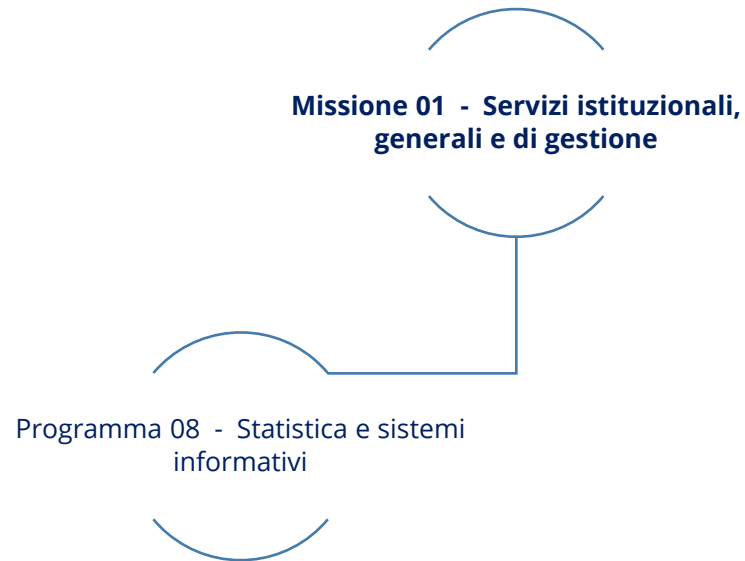 Missione 01 - Servizi istituzionali,
generali e di gestione
Programma 08 - Statistica e sistemi
informativi